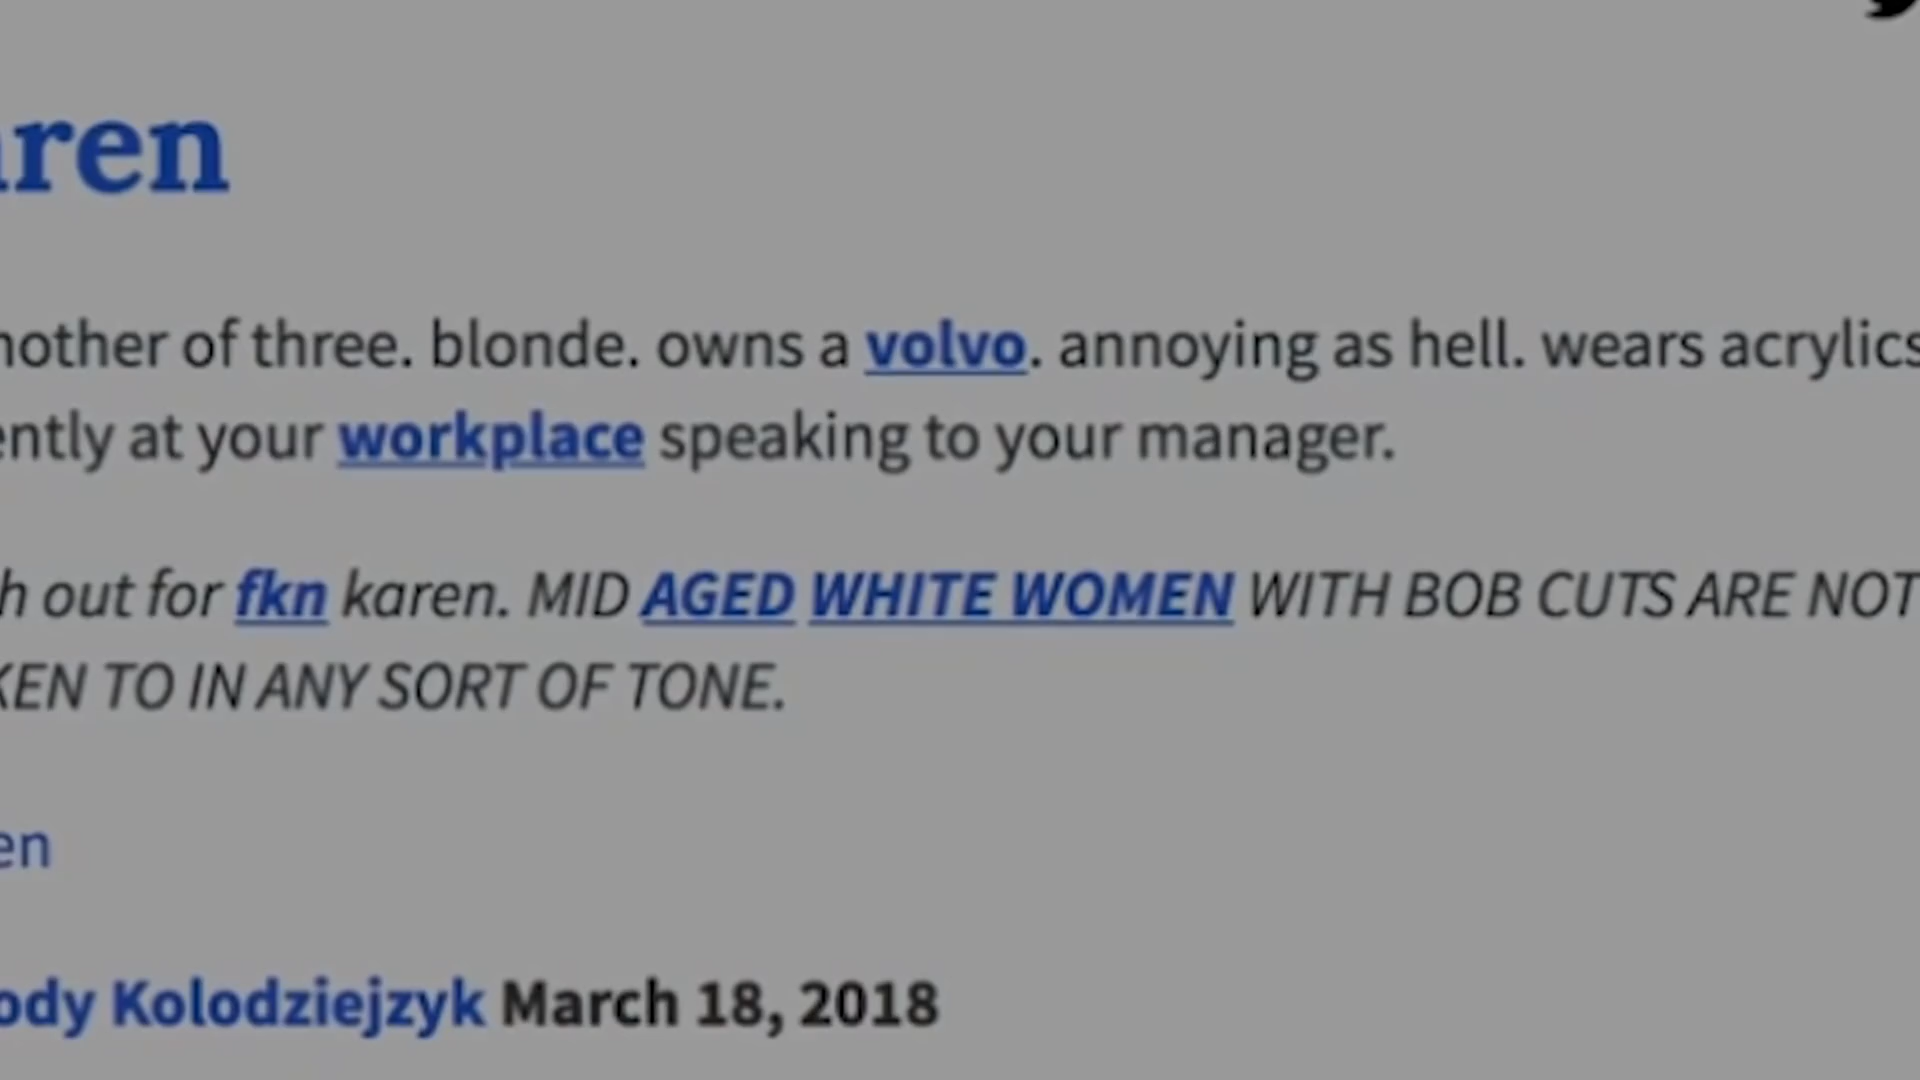 aren
mother of three. blonde. owns a volvo. annoying as hell. wears acrylics
ently at your workplace speaking to your manager.
h out for fkn karen. MID AGED WHITE WOMEN WITH BOB CUTS ARE NOT
KEN TO IN ANY SORT OF TONE.
en
ody Kolodziejzyk March 18, 2018